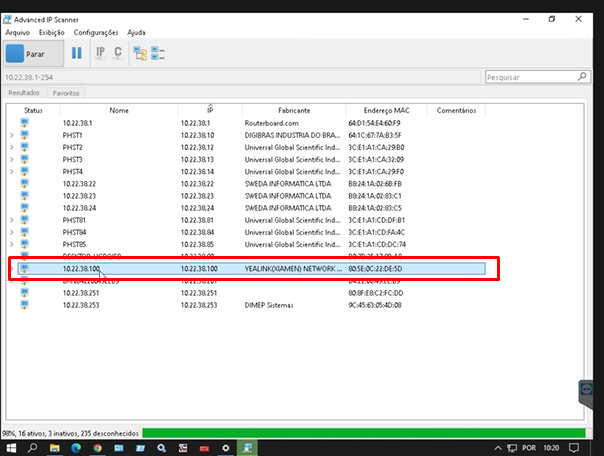 Advanced IP Scanner
Arquivo Exibição Configurações Ajuda
Parar IP C
10.22.38.1-254 Pesquisar
Resultados Favoritos
Status Nome IP Fabricante Endereço MAC Comentários
10.22.38.1 10.22.38.1 Routerboard.com 64:D1:54:E4:60:F9
PHST1 10.22.38.10 DIGIBRAS INDUSTRIA DO BRA... 64:1C:67:7A:B3:5F
PHST2 10.22.38.12 Universal Global Scientific Ind... 3C:E1:A1:CA:29:B0
PHST3 10.22.38.13 Universal Global Scientific Ind... 3C:E1:A1:CA:32:09
PHST4 10.22.38.14 Universal Global Scientific Ind... 3C:E1:A1:CA:29:F0
10.22.38.22 10.22.38.22 SWEDA INFORMATICA LTDA B8:24:1A:02:6B:FB
10.22.38.23 10.22.38.23 SWEDA INFORMATICA LTDA B8:24:1A:02:83:C1
10.22.38.24 10.22.38.24 SWEDA INFORMATICA LTDA B8:24:1A:02:83:C5
PHST81 10.22.38.81 Universal Global Scientific Ind... 3C:E1:A1:CD:DF:B1
PHST84 10.22.38.84 Universal Global Scientific Ind... 3C:E1:A1:CD:FA:4C
PHST85 10.22.38.85 Universal Global Scientific Ind... 3C:E1:A1:CD:DC:74
10.22.38.100 10.22.38.100 YEALINK(XIAMEN) NETWORK ... 80:5E:0C:22:DE:5D
10.22.38.251 10.22.38.251 80:8F:E8:FC:FC:DD
10.22.38.253 10.22.38.253 DIMEP Sistemas 9C:45:63:05:4D:08
98%, 16 ativos, 3 inativos, 235 desconhecidos
POR 10:20